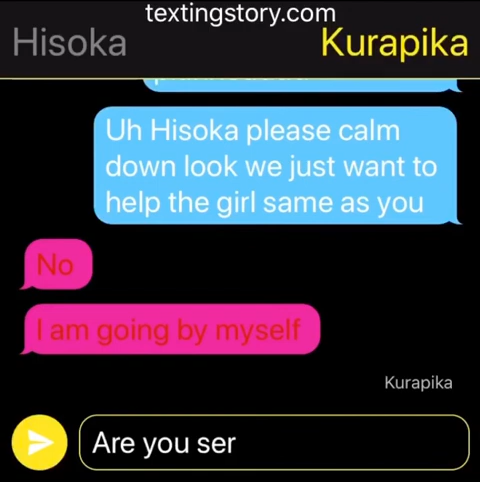 textingstory.com
Hisoka Kurapika
Uh Hisoka please calm
down look we just want to
help the girl same as you
No
I am going by myself
Kurapika
Are you ser